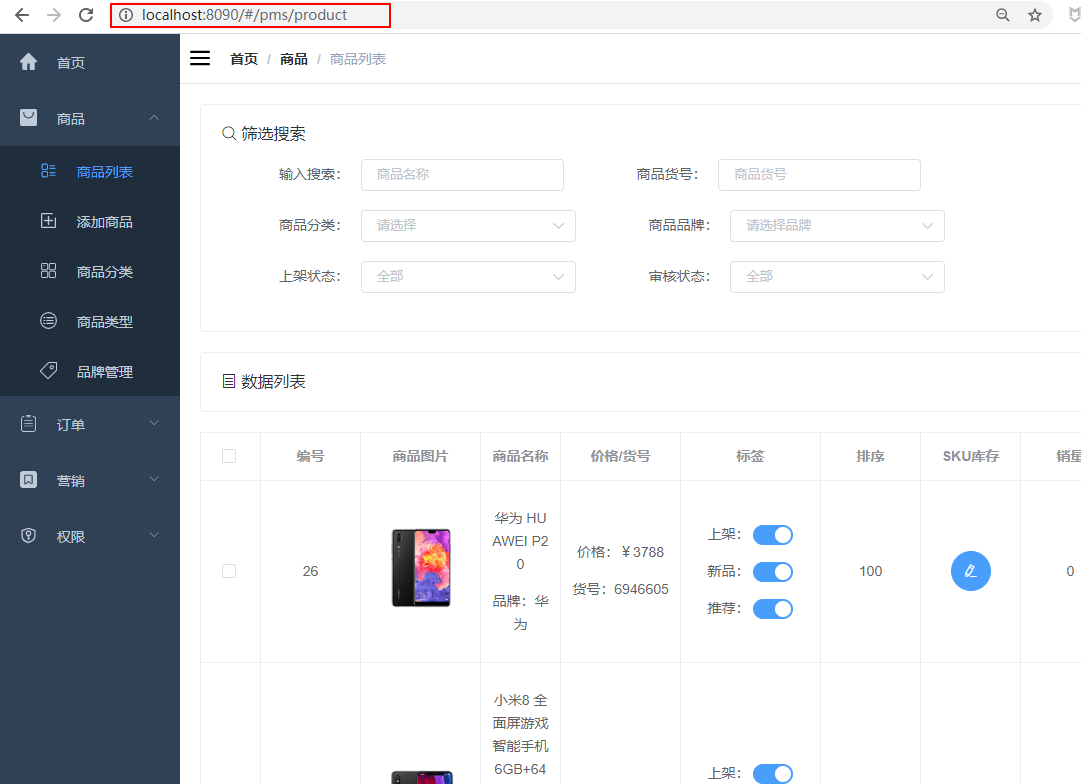 localhost:8090/#/pms/product
首页
商品
商品列表
添加商品
商品分类
商品类型
品牌管理
订单
营销
权限
首页 / 商品 / 商品列表
筛选搜索
输入搜索： 商品名称 商品货号： 商品货号
商品分类： 请选择 商品品牌： 请选择品牌
上架状态： 全部 审核状态： 全部
数据列表
编号 商品图片 商品名称 价格/货号 标签 排序 SKU库存 销量
26
华为 HU
AWEI P2
0
品牌：华
为
价格：￥3788
货号：6946605
上架：
新品：
推荐：
100
0
小米8 全
面屏游戏
智能手机
6GB+64
上架：